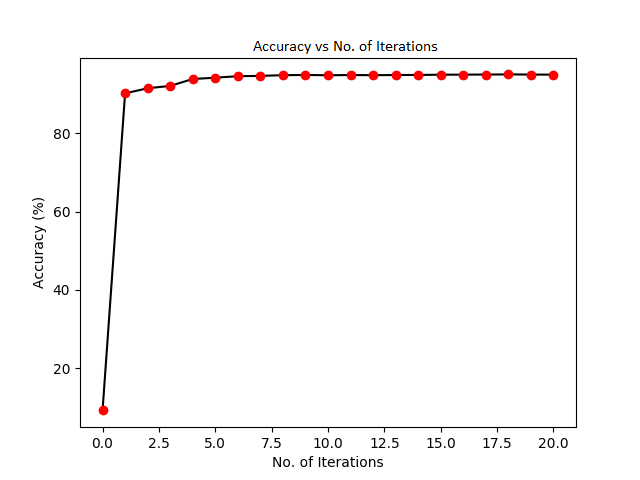 Accuracy vs No. of Iterations
80
60
40
20
Accuracy (%)
0.0 2.5 5.0 7.5 10.0 12.5 15.0 17.5 20.0
No. of Iterations